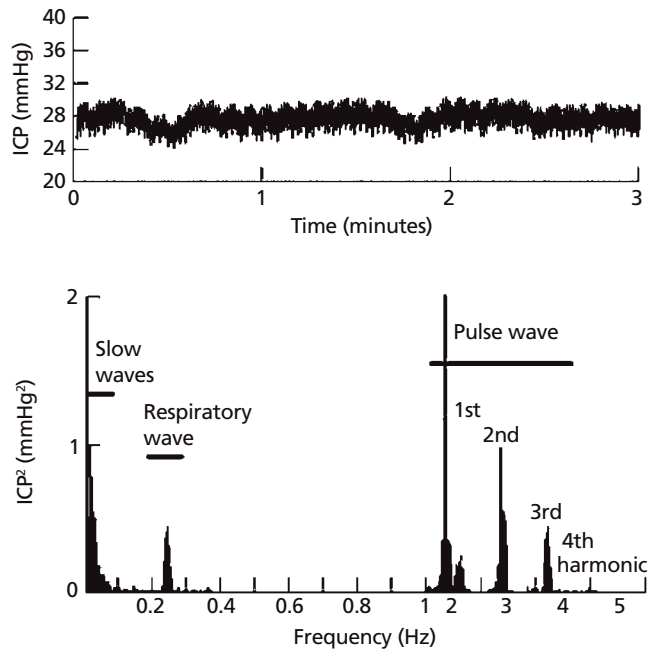 40
36
32
28
24
20
ICP (mmHg)
0 1 2 3
Time (minutes)
2
1
0
ICP² (mmHg²)
Slow
waves
Respiratory
wave
Pulse wave
1st
2nd
3rd
4th
harmonic
0.2 0.4 0.6 0.8 1 2 3 4 5
Frequency (Hz)